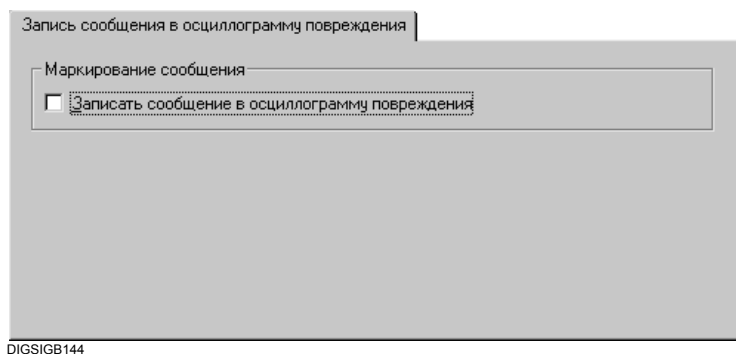 Запись сообщения в осциллограмму повреждения
Маркирование сообщения
Записать сообщение в осциллограмму повреждения
DIGSIGB144